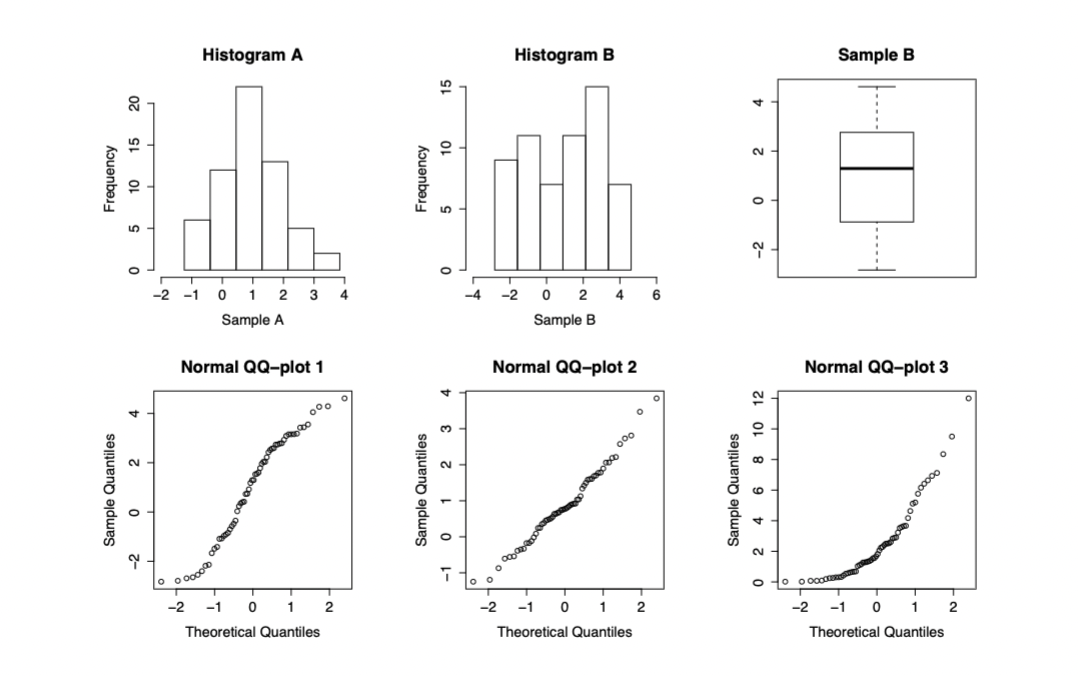 Histogram A
Frequency
0 5 10 15 20
−2 −1 0 1 2 3 4
Sample A
Histogram B
Frequency
0 5 10 15
−4 −2 0 2 4 6
Sample B
Sample B
−2 0 2 4
Normal QQ−plot 1
Sample Quantiles
−2 0 2 4
−2 −1 0 1 2
Theoretical Quantiles
Normal QQ−plot 2
Sample Quantiles
−1 0 1 2 3 4
−2 −1 0 1 2
Theoretical Quantiles
Normal QQ−plot 3
Sample Quantiles
0 2 4 6 8 10 12
−2 −1 0 1 2
Theoretical Quantiles